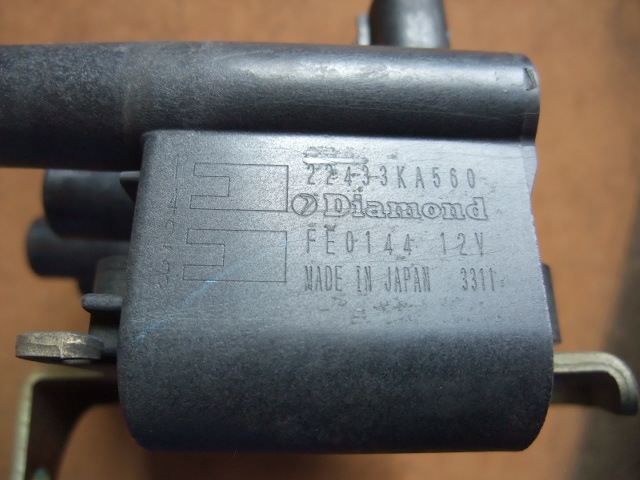 22433KA560
Diamond
FE0144 12V
MADE IN JAPAN 3311